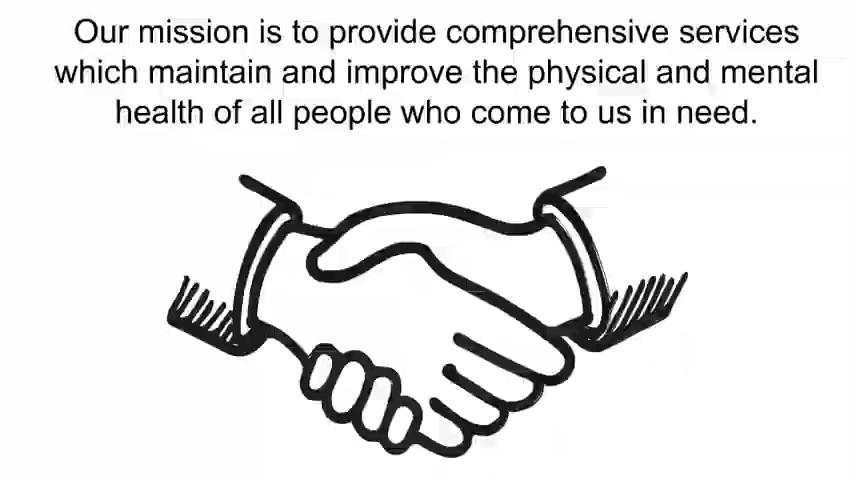 Our mission is to provide comprehensive services
which maintain and improve the physical and mental
health of all people who come to us in need.